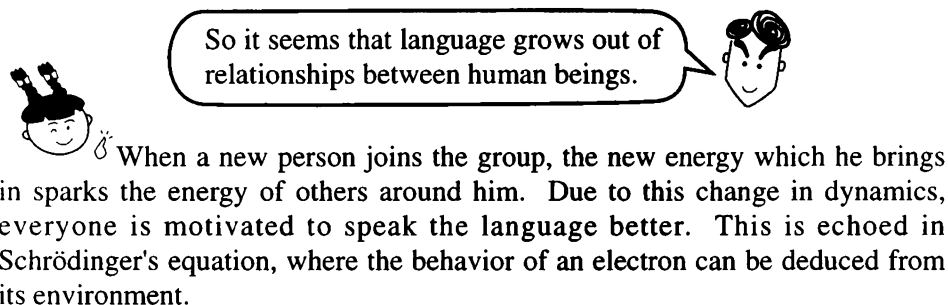 So it seems that language grows out of
relationships between human beings.
When a new person joins the group, the new energy which he brings
in sparks the energy of others around him. Due to this change in dynamics,
everyone is motivated to speak the language better. This is echoed in
Schrödinger's equation, where the behavior of an electron can be deduced from
its environment.